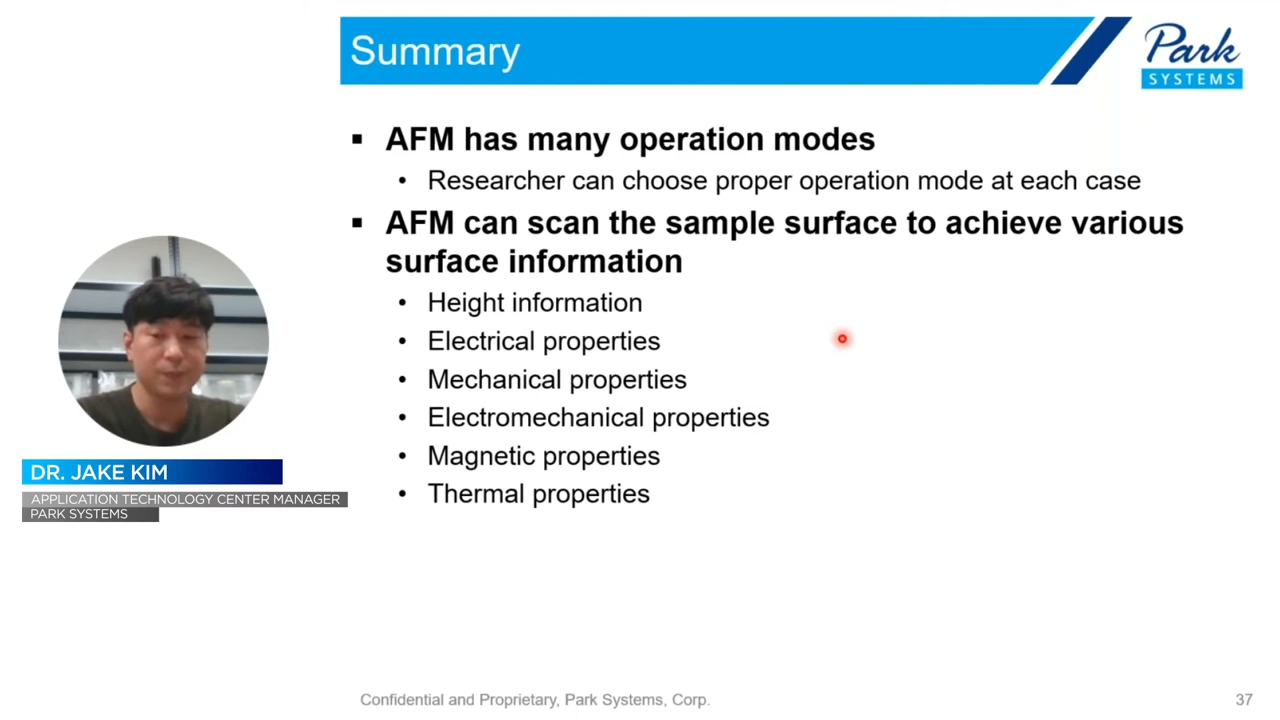 Summary
Park
SYSTEMS
▪ AFM has many operation modes
• Researcher can choose proper operation mode at each case
▪ AFM can scan the sample surface to achieve various
surface information
• Height information
• Electrical properties
• Mechanical properties
• Electromechanical properties
• Magnetic properties
• Thermal properties
DR. JAKE KIM
APPLICATION TECHNOLOGY CENTER MANAGER
PARK SYSTEMS
Confidential and Proprietary, Park Systems, Corp.
37